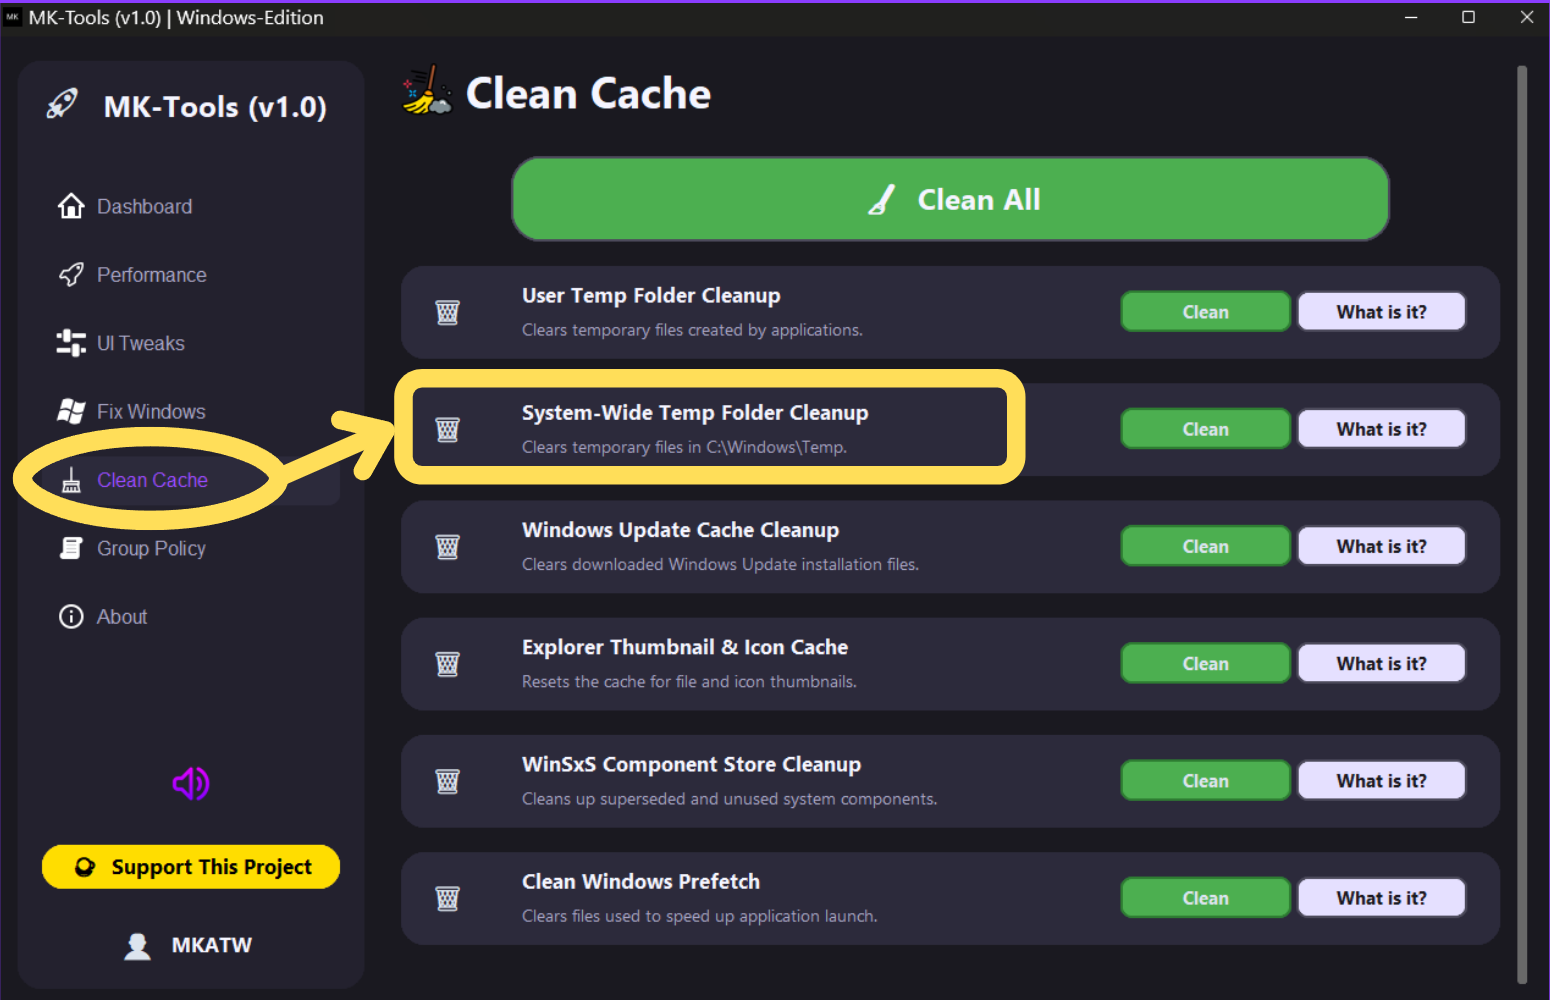 MK MK-Tools (v1.0) | Windows-Edition
MK-Tools (v1.0)
Dashboard
Performance
UI Tweaks
Fix Windows
Clean Cache
Group Policy
About
Support This Project
MKATW
Clean Cache
Clean All
User Temp Folder Cleanup
Clears temporary files created by applications.
Clean What is it?
System-Wide Temp Folder Cleanup
Clears temporary files in C:\Windows\Temp.
Clean What is it?
Windows Update Cache Cleanup
Clears downloaded Windows Update installation files.
Clean What is it?
Explorer Thumbnail & Icon Cache
Resets the cache for file and icon thumbnails.
Clean What is it?
WinSxS Component Store Cleanup
Cleans up superseded and unused system components.
Clean What is it?
Clean Windows Prefetch
Clears files used to speed up application launch.
Clean What is it?